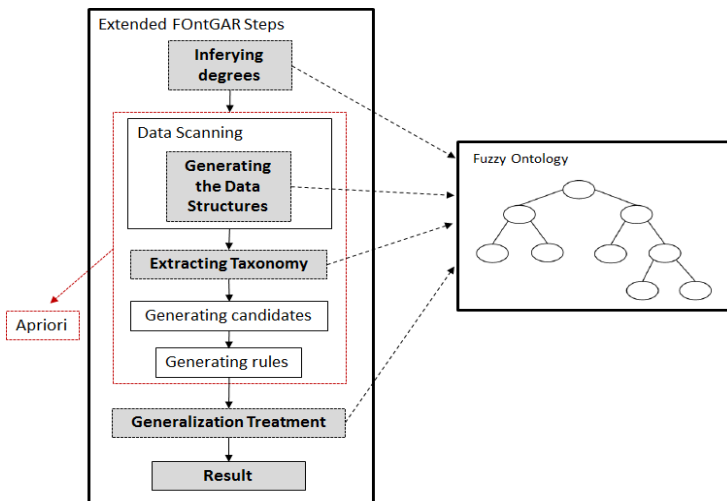 Extended FOntGAR Steps
Inferying
degrees
Data Scanning
Generating
the Data
Structures
Extracting Taxonomy
Generating candidates
Generating rules
Generalization Treatment
Result
Apriori
Fuzzy Ontology